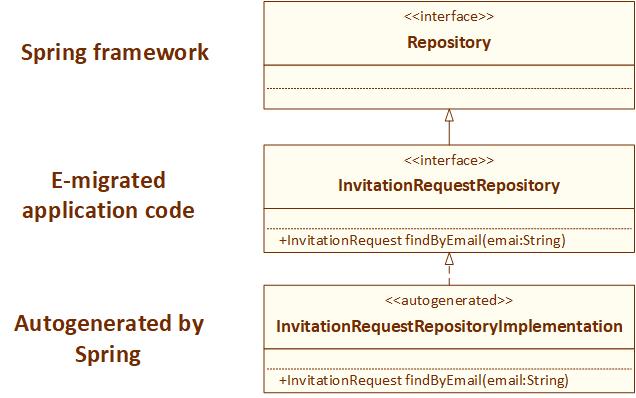 Spring framework
<<interface>>
Repository
E-migrated
application code
<<interface>>
InvitationRequestRepository
+InvitationRequest findByEmail(emai:String)
Autogenerated by
Spring
<<autogenerated>>
InvitationRequestRepositoryImplementation
+InvitationRequest findByEmail(email:String)